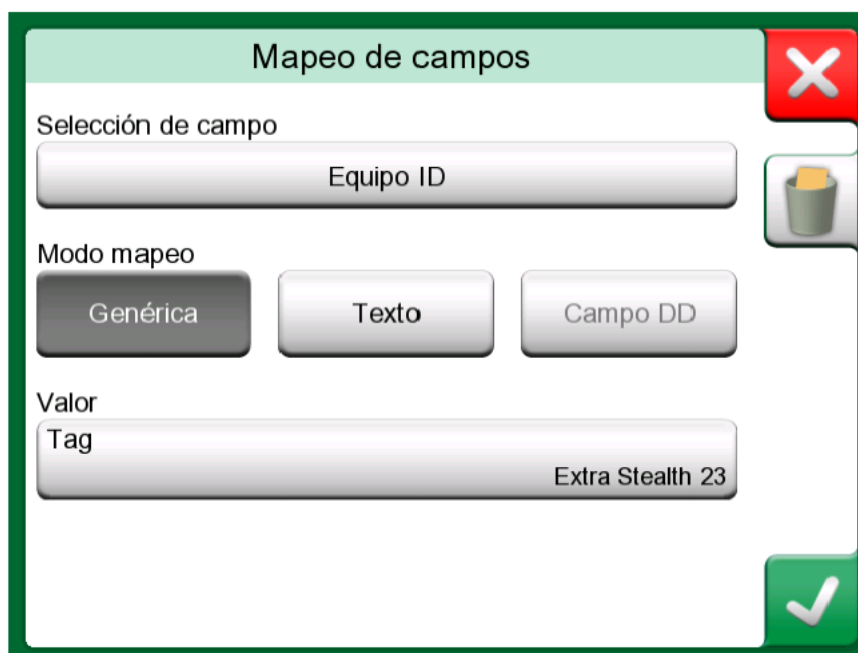 Mapeo de campos
Selección de campo
Equipo ID
Modo mapeo
Genérica
Texto
Campo DD
Valor
Tag
Extra Stealth 23